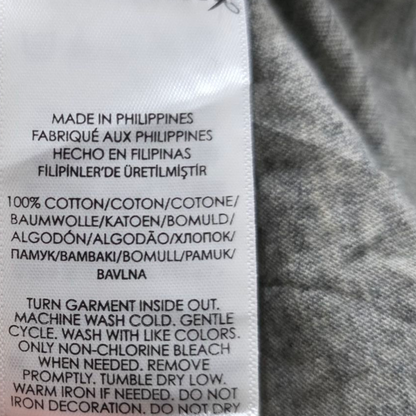 MADE IN PHILIPPINES
FABRIQUÉ AUX PHILIPPINES
HECHO EN FILIPINAS
FİLİPİNLER'DE ÜRETİLMİŞTİR
100% COTTON/COTON/COTONE/
BAUMWOLLE/KATOEN/BOMULD/
ALGODÓN/ALGODÃO/ХЛОПОК/
ПАМУК/ΒΑΜΒΑΚΙ/BOMULL/PAMUK/
BAVLNA
TURN GARMENT INSIDE OUT.
MACHINE WASH COLD. GENTLE
CYCLE. WASH WITH LIKE COLORS.
ONLY NON-CHLORINE BLEACH
WHEN NEEDED. REMOVE
PROMPTLY. TUMBLE DRY LOW.
WARM IRON IF NEEDED. DO NOT
IRON DECORATION. DO NOT DRY